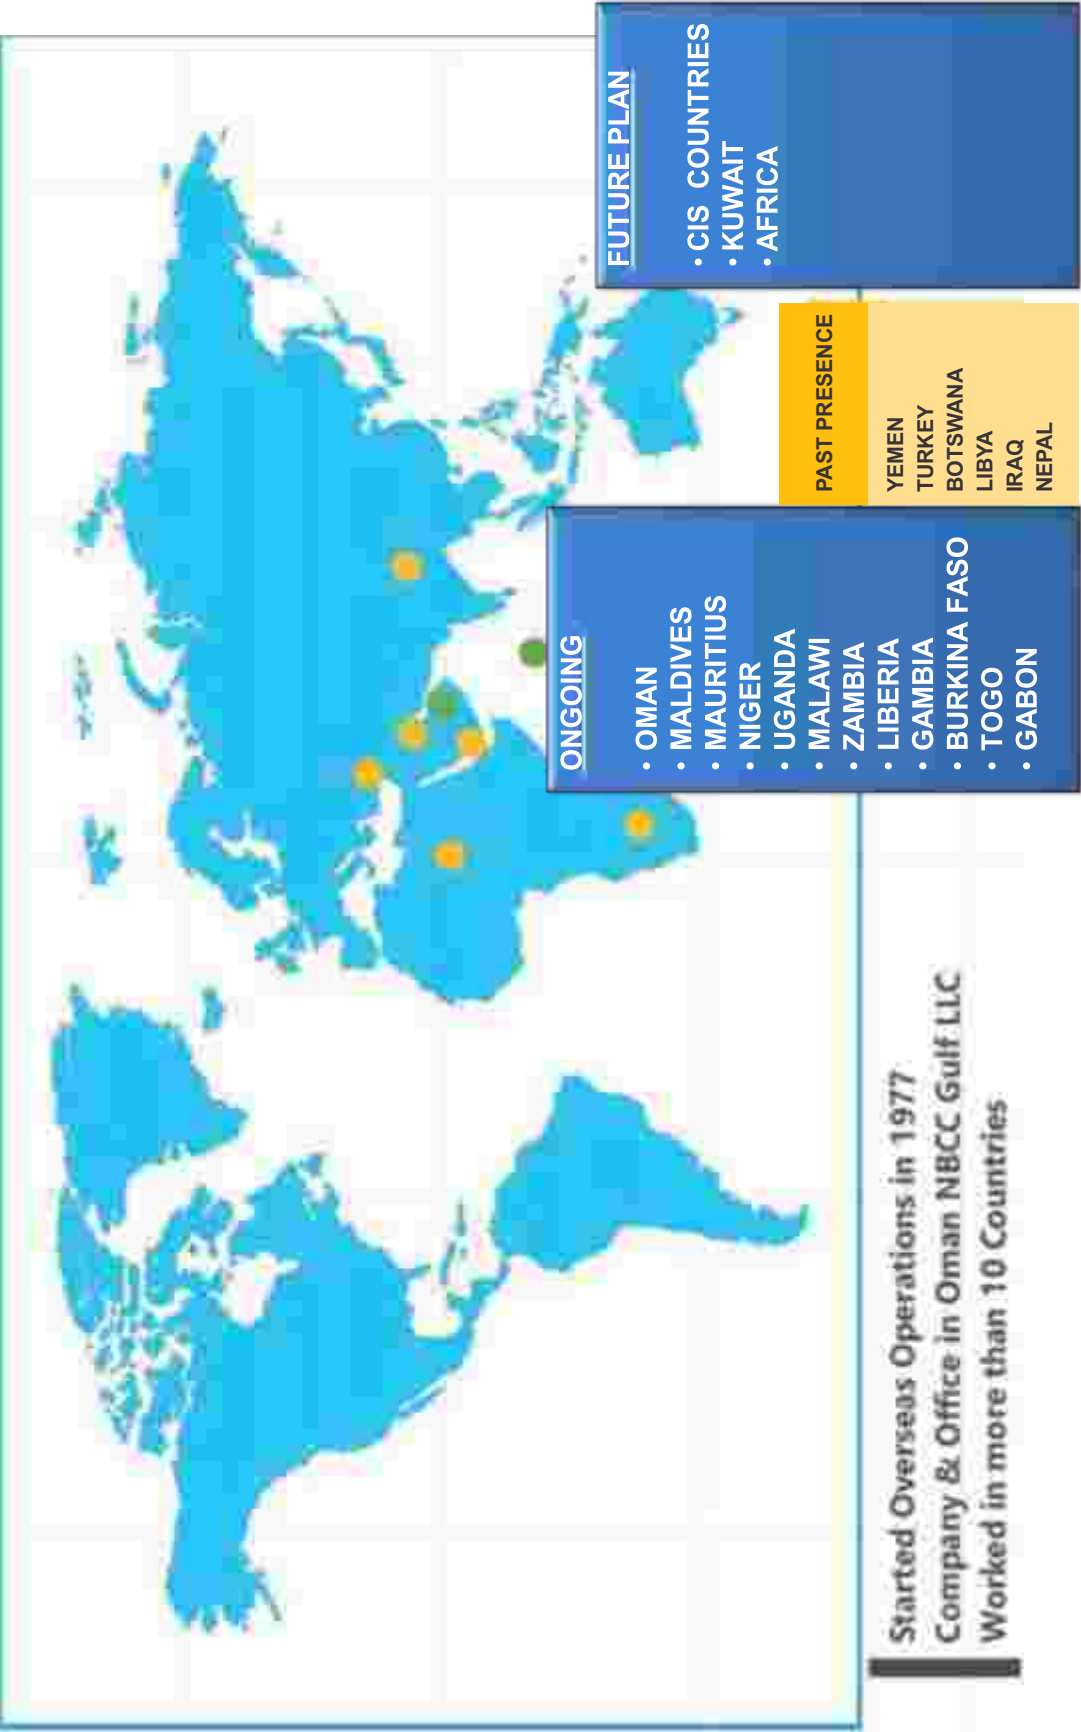 Started Overseas Operations in 1977
Company & Office in Oman NBCC Gulf LLC
Worked in more than 10 Countries
ONGOING
• OMAN
• MALDIVES
• MAURITIUS
• NIGER
• UGANDA
• MALAWI
• ZAMBIA
• LIBERIA
• GAMBIA
• BURKINA FASO
• TOGO
• GABON
PAST PRESENCE
YEMEN
TURKEY
BOTSWANA
LIBYA
IRAQ
NEPAL
FUTURE PLAN
• CIS COUNTRIES
• KUWAIT
• AFRICA